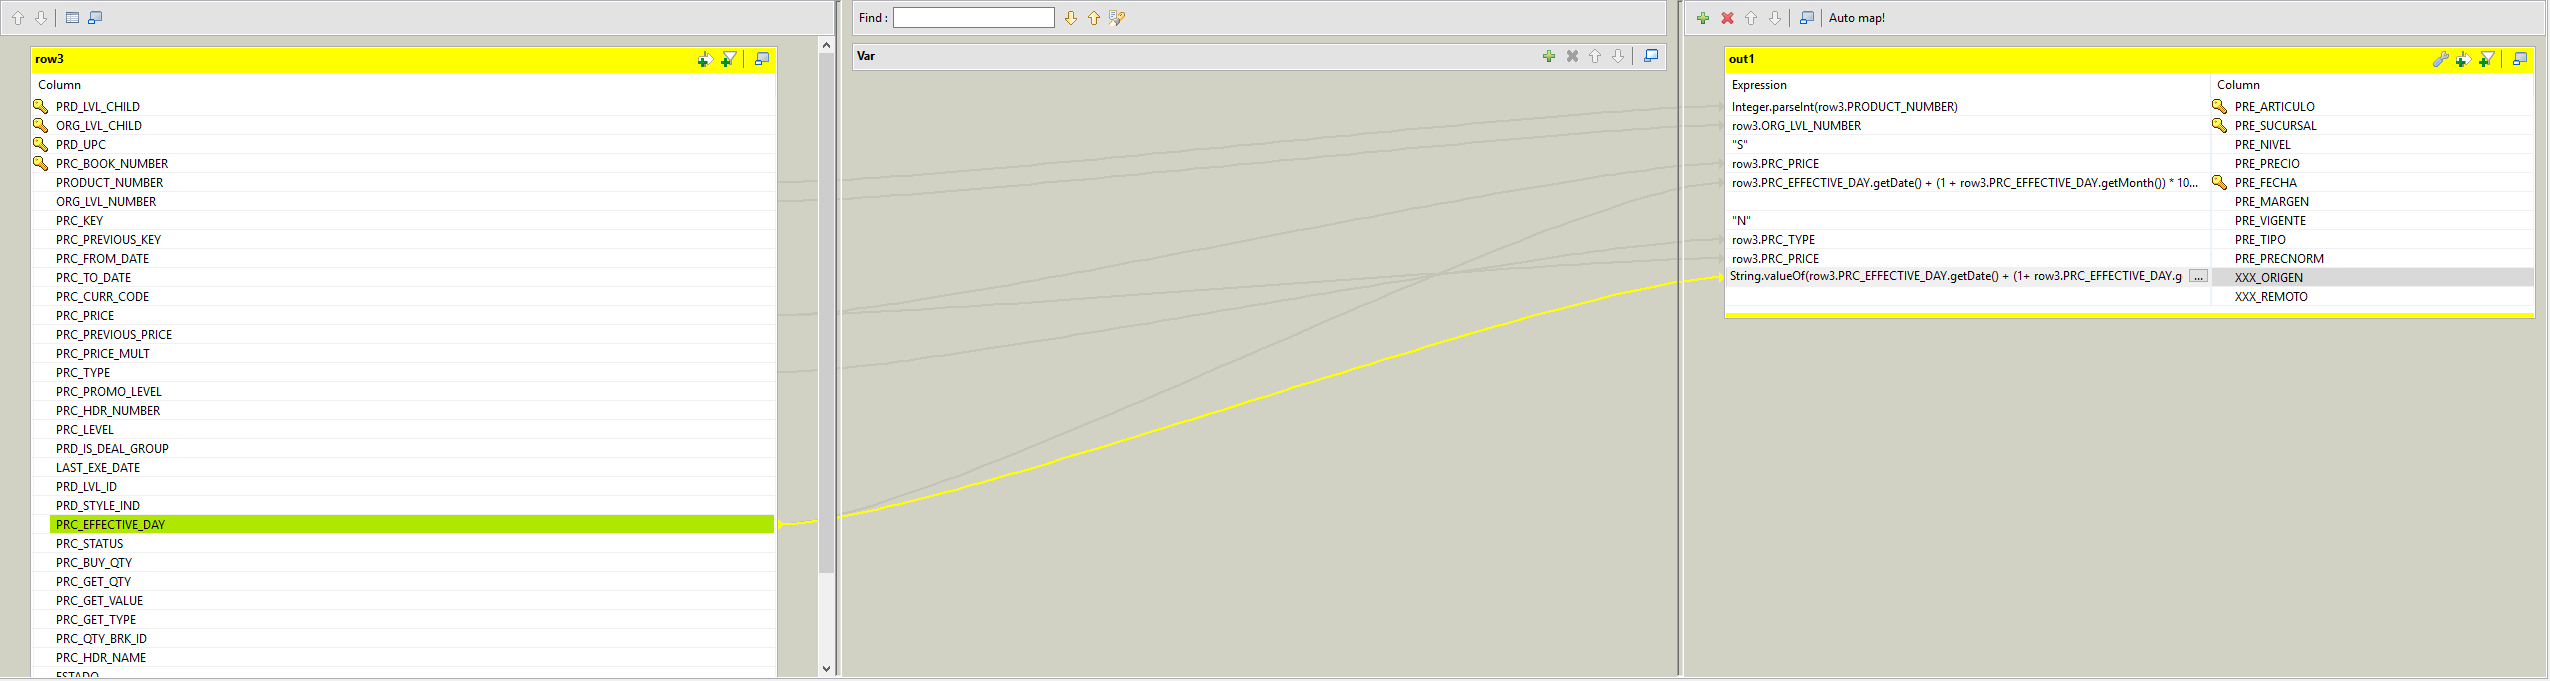 Find :
Auto map!
Var
row3
Column
PRD_LVL_CHILD
ORG_LVL_CHILD
PRD_UPC
PRC_BOOK_NUMBER
PRODUCT_NUMBER
ORG_LVL_NUMBER
PRC_KEY
PRC_PREVIOUS_KEY
PRC_FROM_DATE
PRC_TO_DATE
PRC_CURR_CODE
PRC_PRICE
PRC_PREVIOUS_PRICE
PRC_PRICE_MULT
PRC_TYPE
PRC_PROMO_LEVEL
PRC_HDR_NUMBER
PRC_LEVEL
PRD_IS_DEAL_GROUP
LAST_EXE_DATE
PRD_LVL_ID
PRD_STYLE_IND
PRC_EFFECTIVE_DAY
PRC_STATUS
PRC_BUY_QTY
PRC_GET_QTY
PRC_GET_VALUE
PRC_GET_TYPE
PRC_QTY_BRK_ID
PRC_HDR_NAME
ESTADO
out1
Expression Column
Integer.parseInt(row3.PRODUCT_NUMBER) PRE_ARTICULO
row3.ORG_LVL_NUMBER PRE_SUCURSAL
"S" PRE_NIVEL
row3.PRC_PRICE PRE_PRECIO
row3.PRC_EFFECTIVE_DAY.getDate() + (1 + row3.PRC_EFFECTIVE_DAY.getMonth()) * 10... PRE_FECHA
PRE_MARGEN
"N" PRE_VIGENTE
row3.PRC_TYPE PRE_TIPO
row3.PRC_PRICE PRE_PRECNORM
String.valueOf(row3.PRC_EFFECTIVE_DAY.getDate() + (1+ row3.PRC_EFFECTIVE_DAY.g ... XXX_ORIGEN
XXX_REMOTO